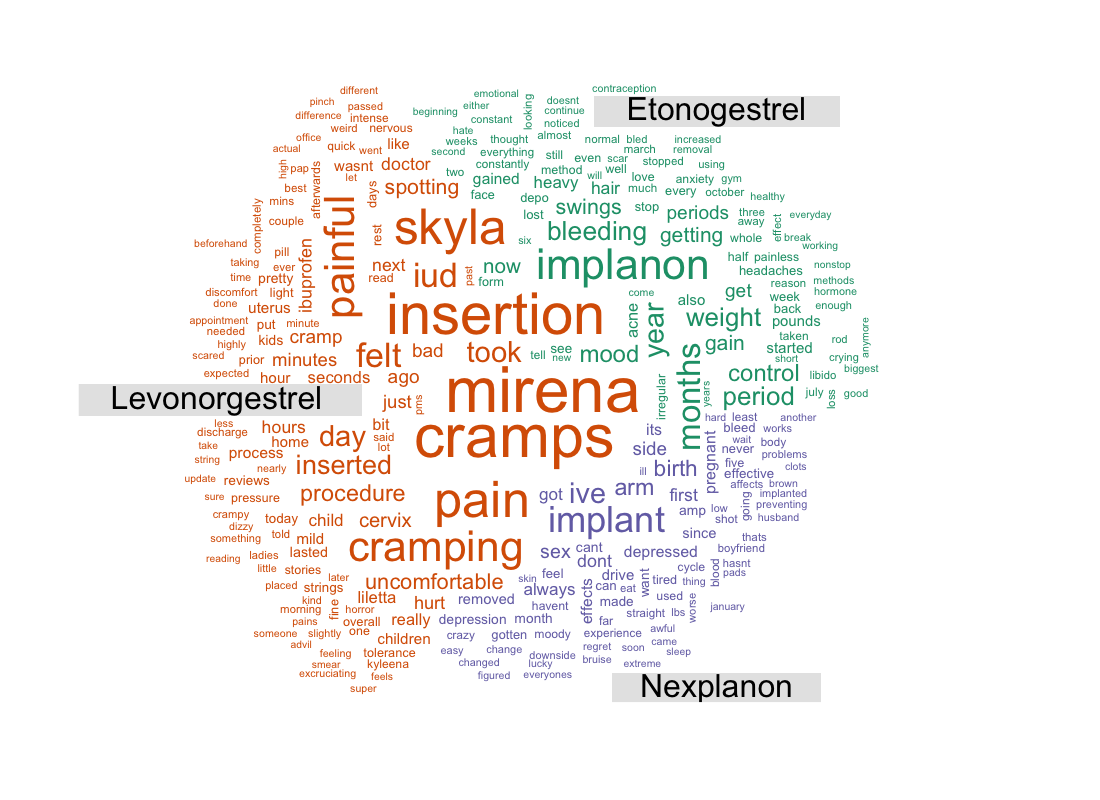 different
contraception
pinch passed emotional either doesnt
Etonogestrel
difference intense beginning constant looking continue
weird nervous hate noticed
office quick went like weeks thought almost normal bled increased
actual second everything still march removal
high pap wasnt doctor constantly method even scar stopped using
let two gained heavy will well love anxiety gym
best afterwards days spotting face depo hair much every october healthy
mins painful skyla lost swings stop periods three everyday
completely couple rest six bleeding getting whole away effect break
beforehand working
pill iud past now implanon half painless nonstop
taking ever ibuprofen next read form headaches methods
time pretty come get reason hormone
discomfort light insertion acne year also week enough
done uterus weight back
appointment put minute pounds
needed kids cramp gain taken rod anymore
highly felt bad took tell see new mood started crying
scared prior minutes short biggest
expected hour seconds ago mirena irregular months years control libido
Levonorgestrel
just pms period july loss good
less hours bit cramps its hard least another
discharge home day said side pregnant bleed works
take process lot wait body
string nearly inserted ill birth never problems
update reviews five effective clots
sure pressure procedure pain got ive arm first affects brown
crampy today child cervix implant amp low going implanted
dizzy shot preventing
something told mild since husband
reading ladies lasted cramping sex cant depressed thats
little stories dont boyfriend
placed later uncomfortable skin feel drive want tired cycle blood hasnt
strings always effects can eat thing pads
kind liletta hurt removed havent made used worse
morning fine horror straight lbs january
pains overall really depression month far
someone slightly one children crazy gotten moody experience awful
advil easy change regret soon came
feeling tolerance downside sleep
smear kyleena changed lucky bruise extreme
excruciating feels figured everyones
super
Nexplanon